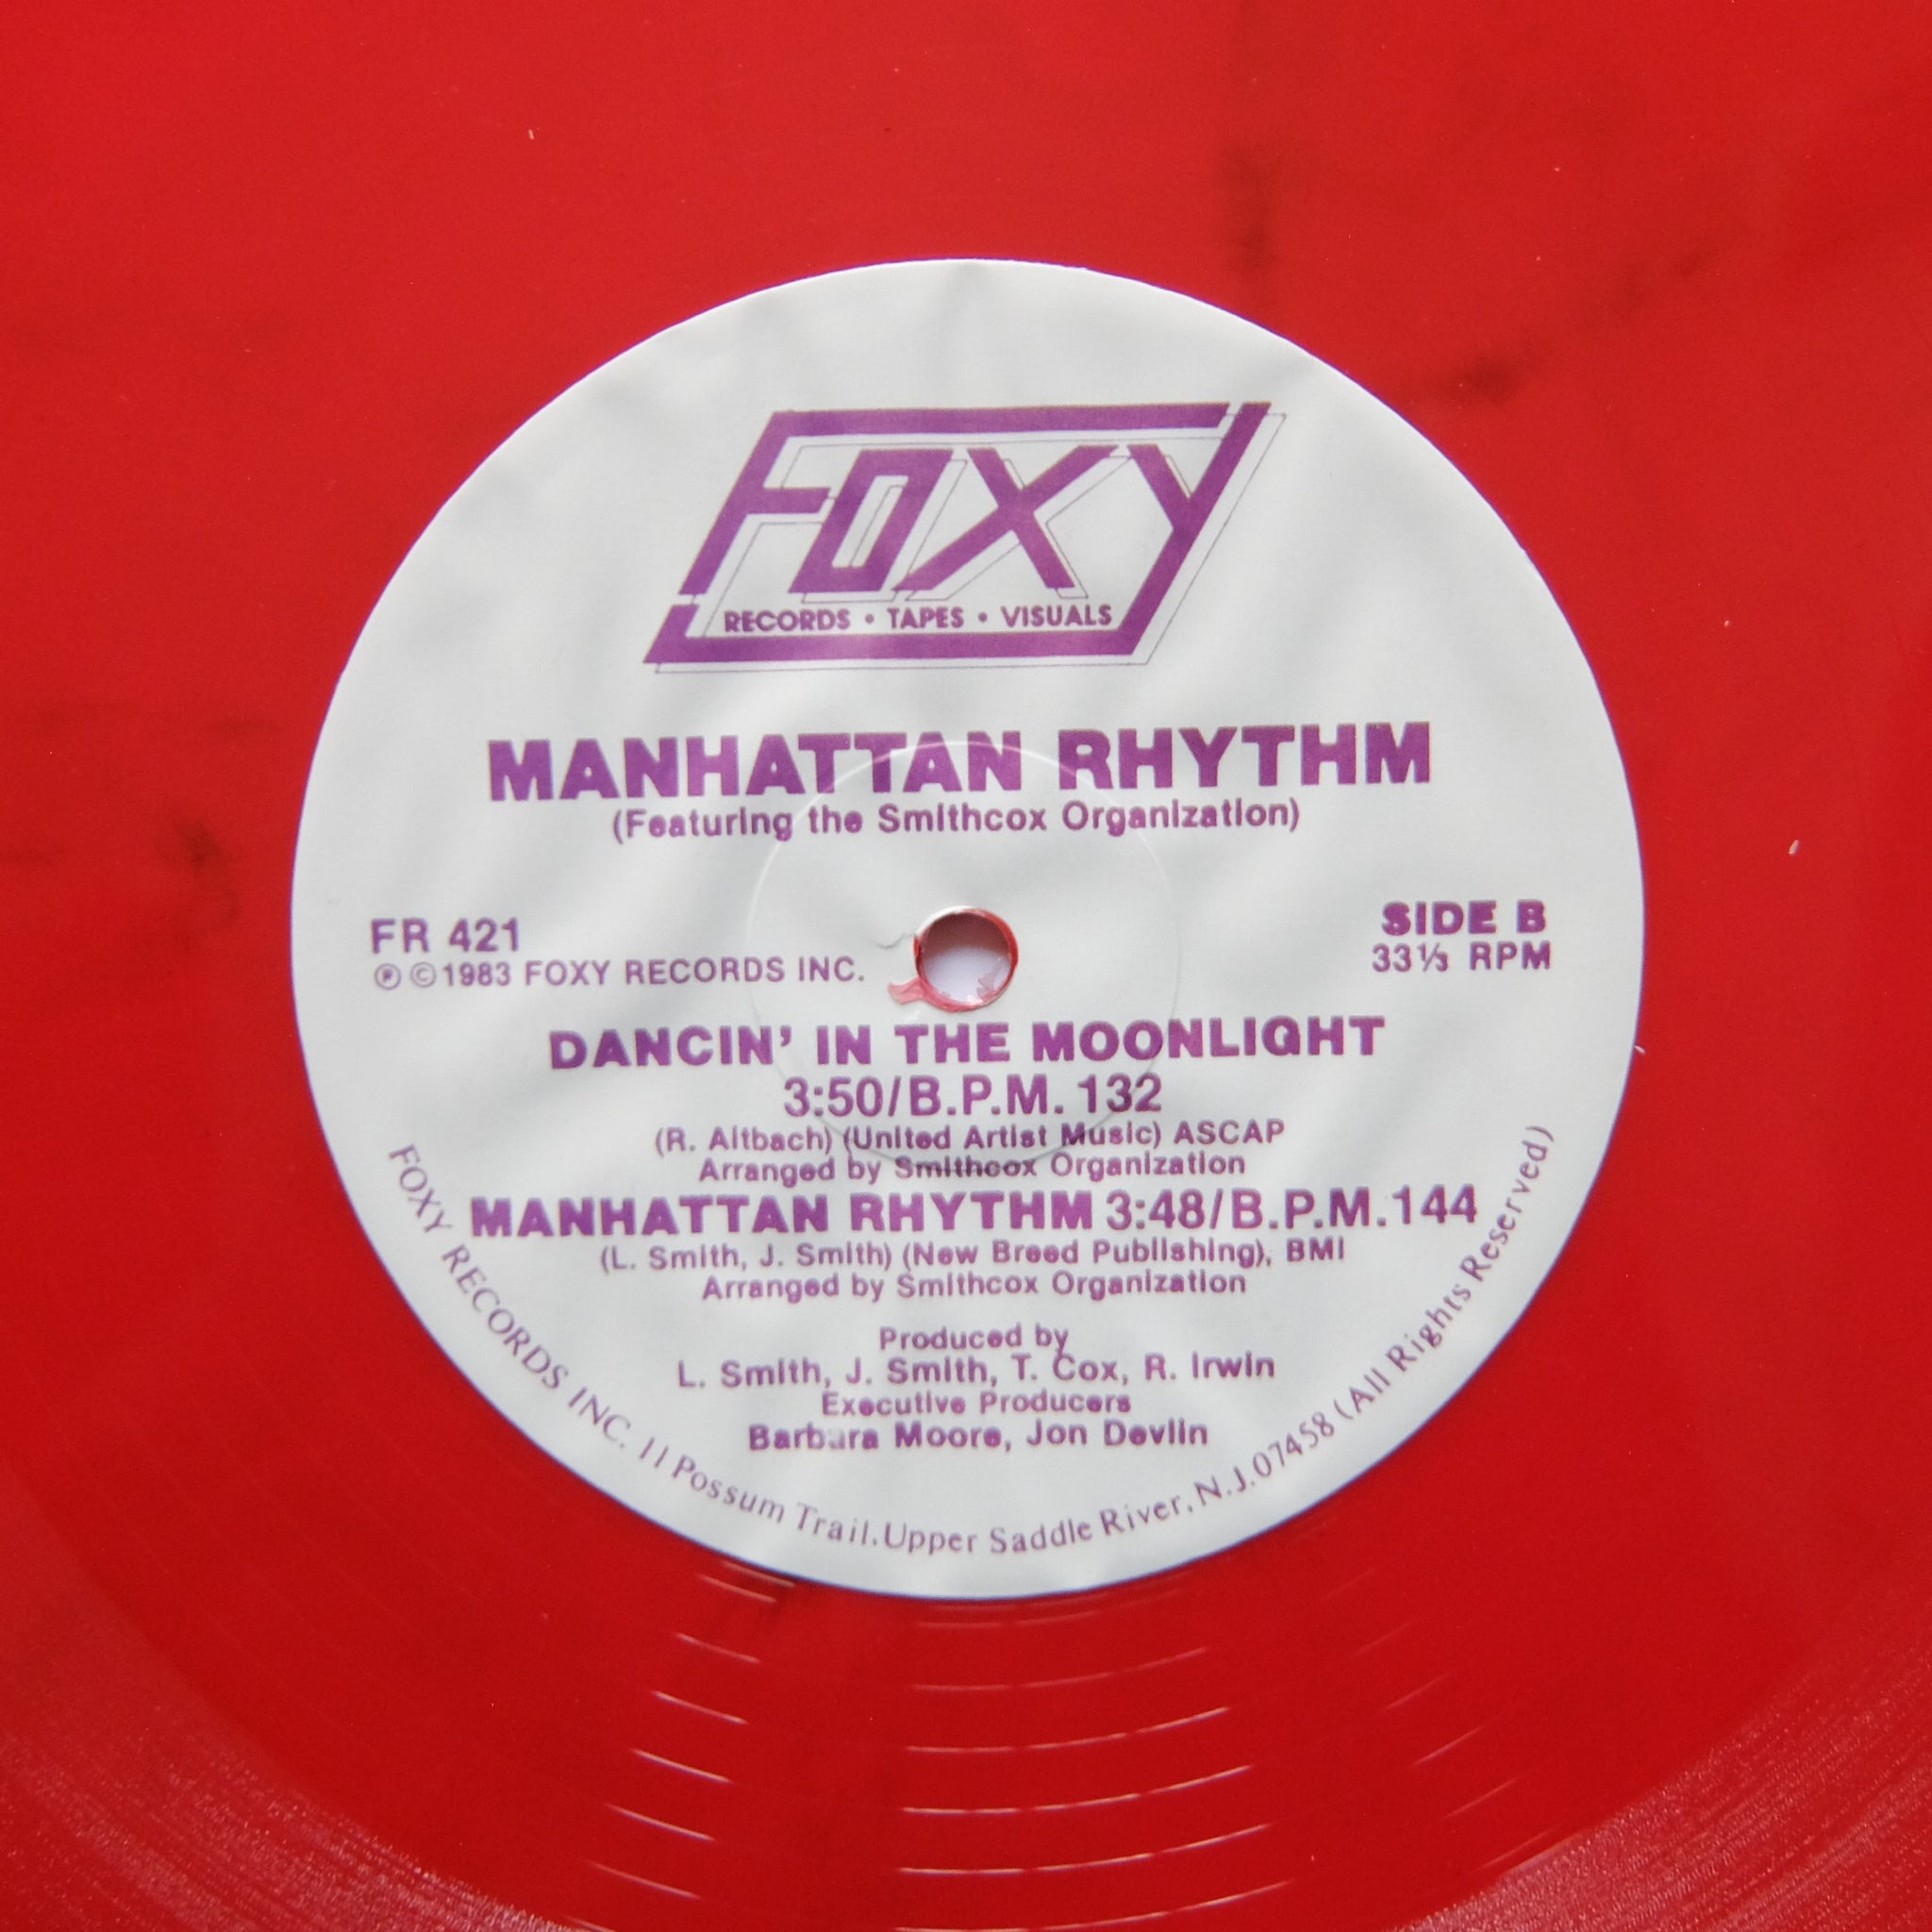 FOXY
RECORDS • TAPES • VISUALS
MANHATTAN RHYTHM
(Featuring the Smithcox Organization)
FR 421
℗ ©1983 FOXY RECORDS INC.
SIDE B
33⅓ RPM
DANCIN' IN THE MOONLIGHT
3:50/B.P.M. 132
(R. Altbach) (United Artist Music) ASCAP
Arranged by Smithcox Organization
MANHATTAN RHYTHM 3:48/B.P.M.144
(L. Smith, J. Smith) (New Breed Publishing), BMI
Arranged by Smithcox Organization
Produced by
L. Smith, J. Smith, T. Cox, R. Irwin
Executive Producers
Barbara Moore, Jon Devlin
FOXY RECORDS INC. 11 Possum Trail. Upper Saddle River, N.J. 07458 (All Rights Reserved)